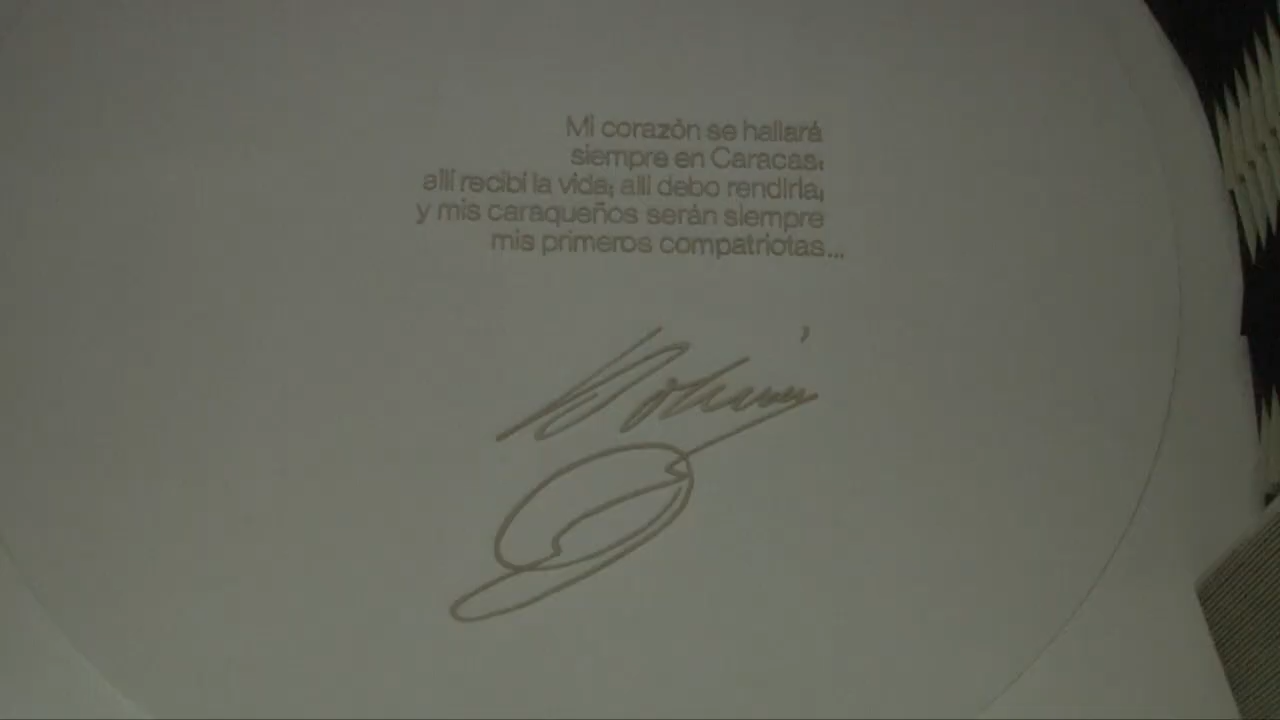 Mi corazón se hallará
siempre en Caracas:
allí recibí la vida; allí debo rendirla;
y mis caraqueños serán siempre
mis primeros compatriotas...
Bolívar